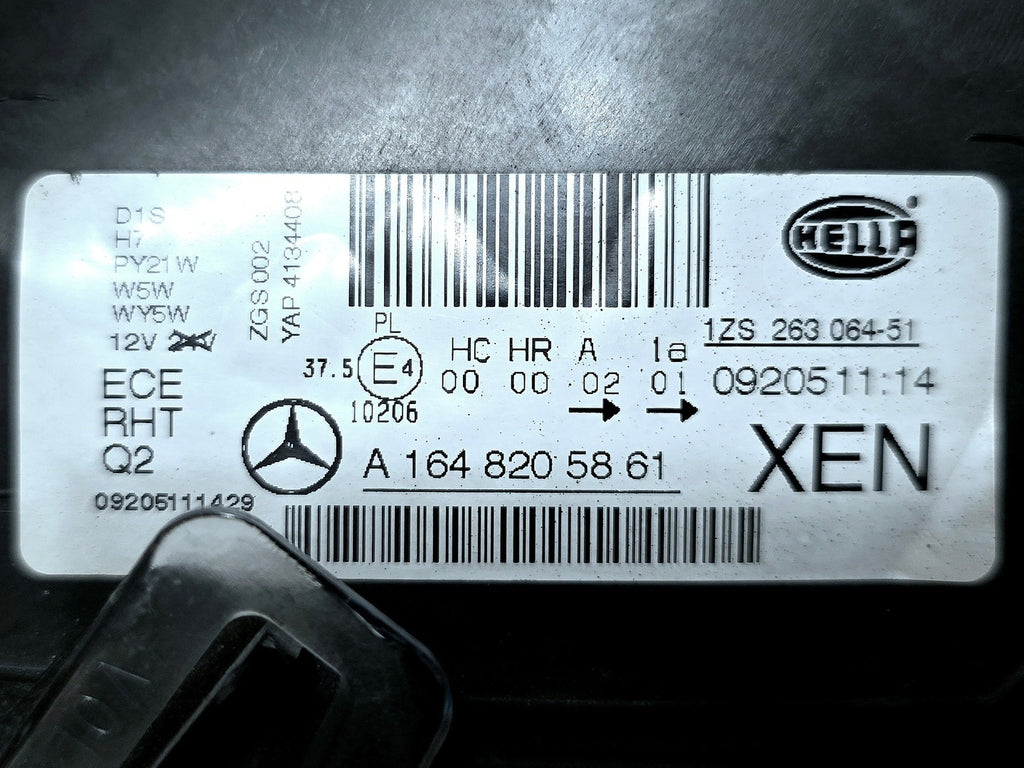 D1S
H7
PY21W
W5W
WY5W
12V 24V
ECE
RHT
Q2
09205111429
ZGS 002
YAP 4134408
HELLA
1ZS 263 064-51
PL
37.5 E4
10206
HC HR A 1a
00 00 02 01
0920511:14
A 164 820 58 61
XEN